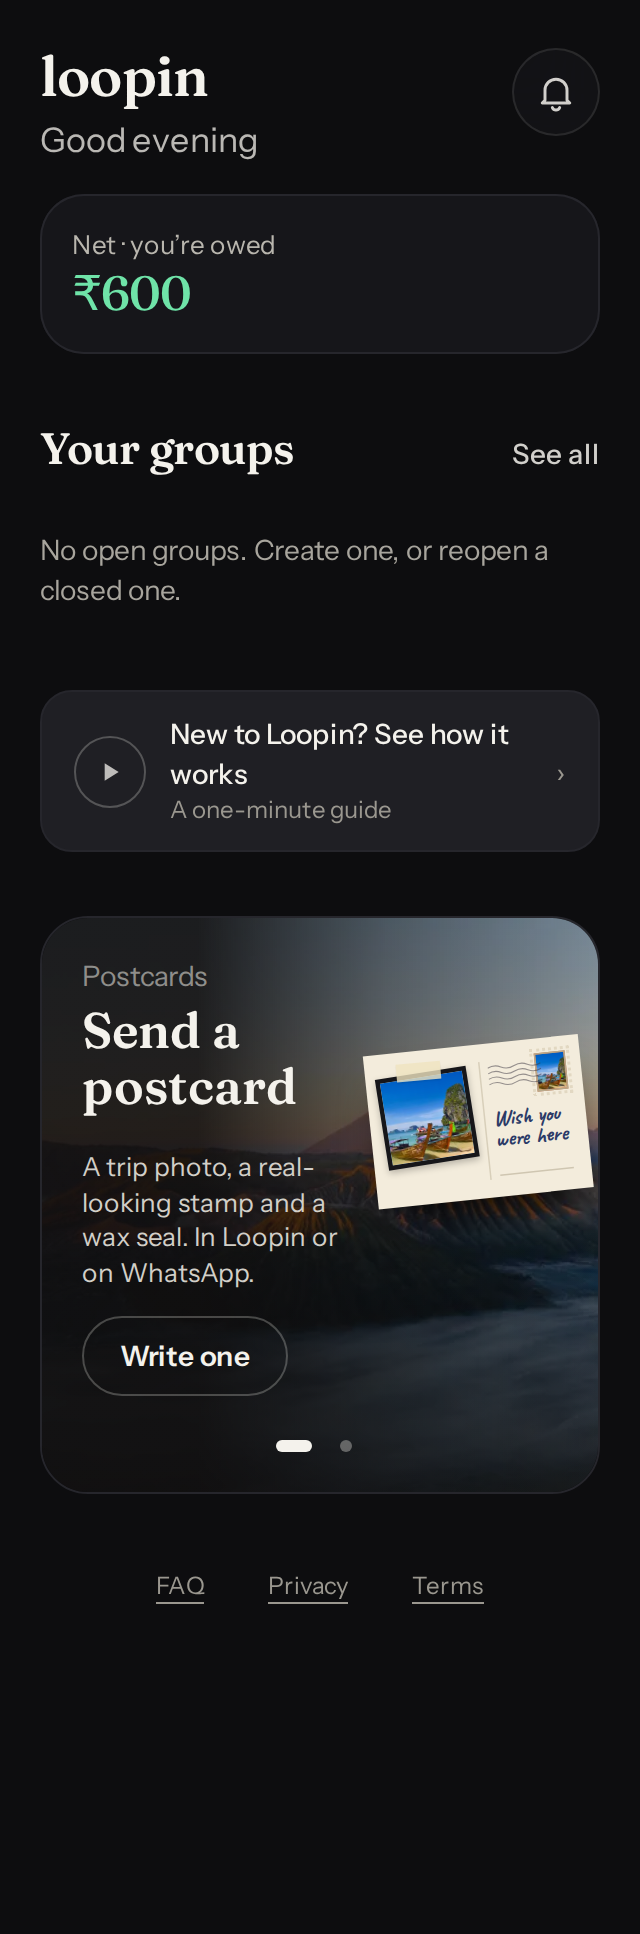 loopin
Good evening
Net · you’re owed
₹600
Your groups
See all
No open groups. Create one, or reopen a
closed one.
New to Loopin? See how it
works
A one-minute guide
›
Postcards
Send a
postcard
Wish you
were here
A trip photo, a real-
looking stamp and a
wax seal. In Loopin or
on WhatsApp.
Write one
FAQ
Privacy
Terms